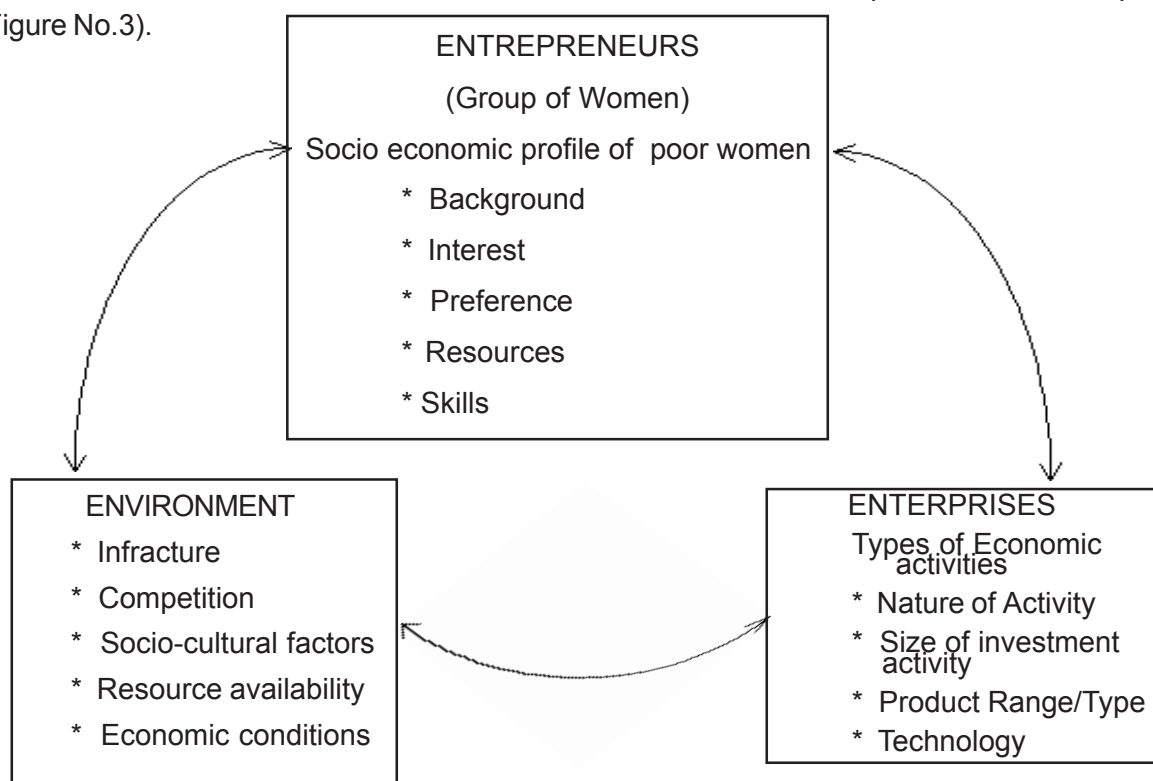 Figure No.3).
ENTREPRENEURS
(Group of Women)
Socio economic profile of poor women
* Background
* Interest
* Preference
* Resources
* Skills
ENVIRONMENT
* Infracture
* Competition
* Socio-cultural factors
* Resource availability
* Economic conditions
ENTERPRISES
Types of Economic
activities
* Nature of Activity
* Size of investment
activity
* Product Range/Type
* Technology